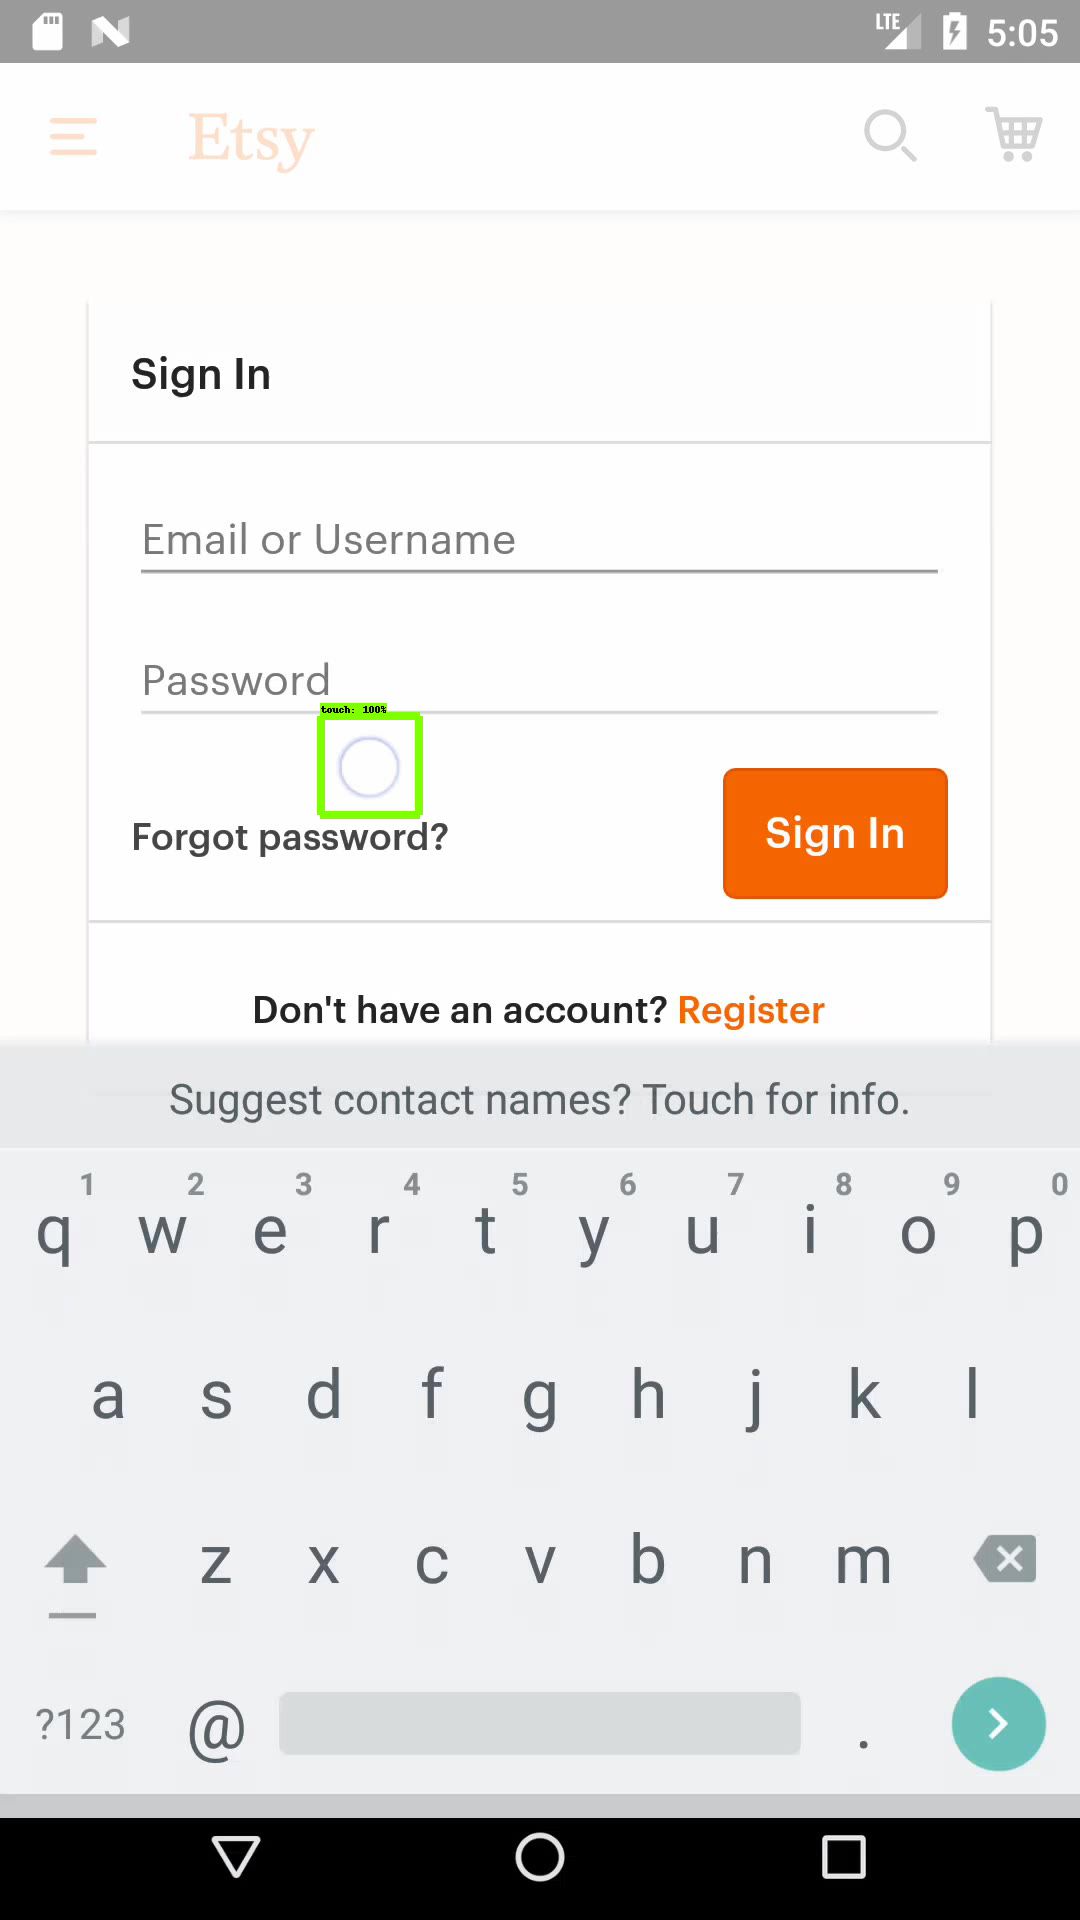 LTE 5:05
Etsy
Sign In
Email or Username
Password
touch: 100%
Forgot password?
Sign In
Don't have an account? Register
Suggest contact names? Touch for info.
1 2 3 4 5 6 7 8 9 0
q w e r t y u i o p
a s d f g h j k l
z x c v b n m
?123 @ .